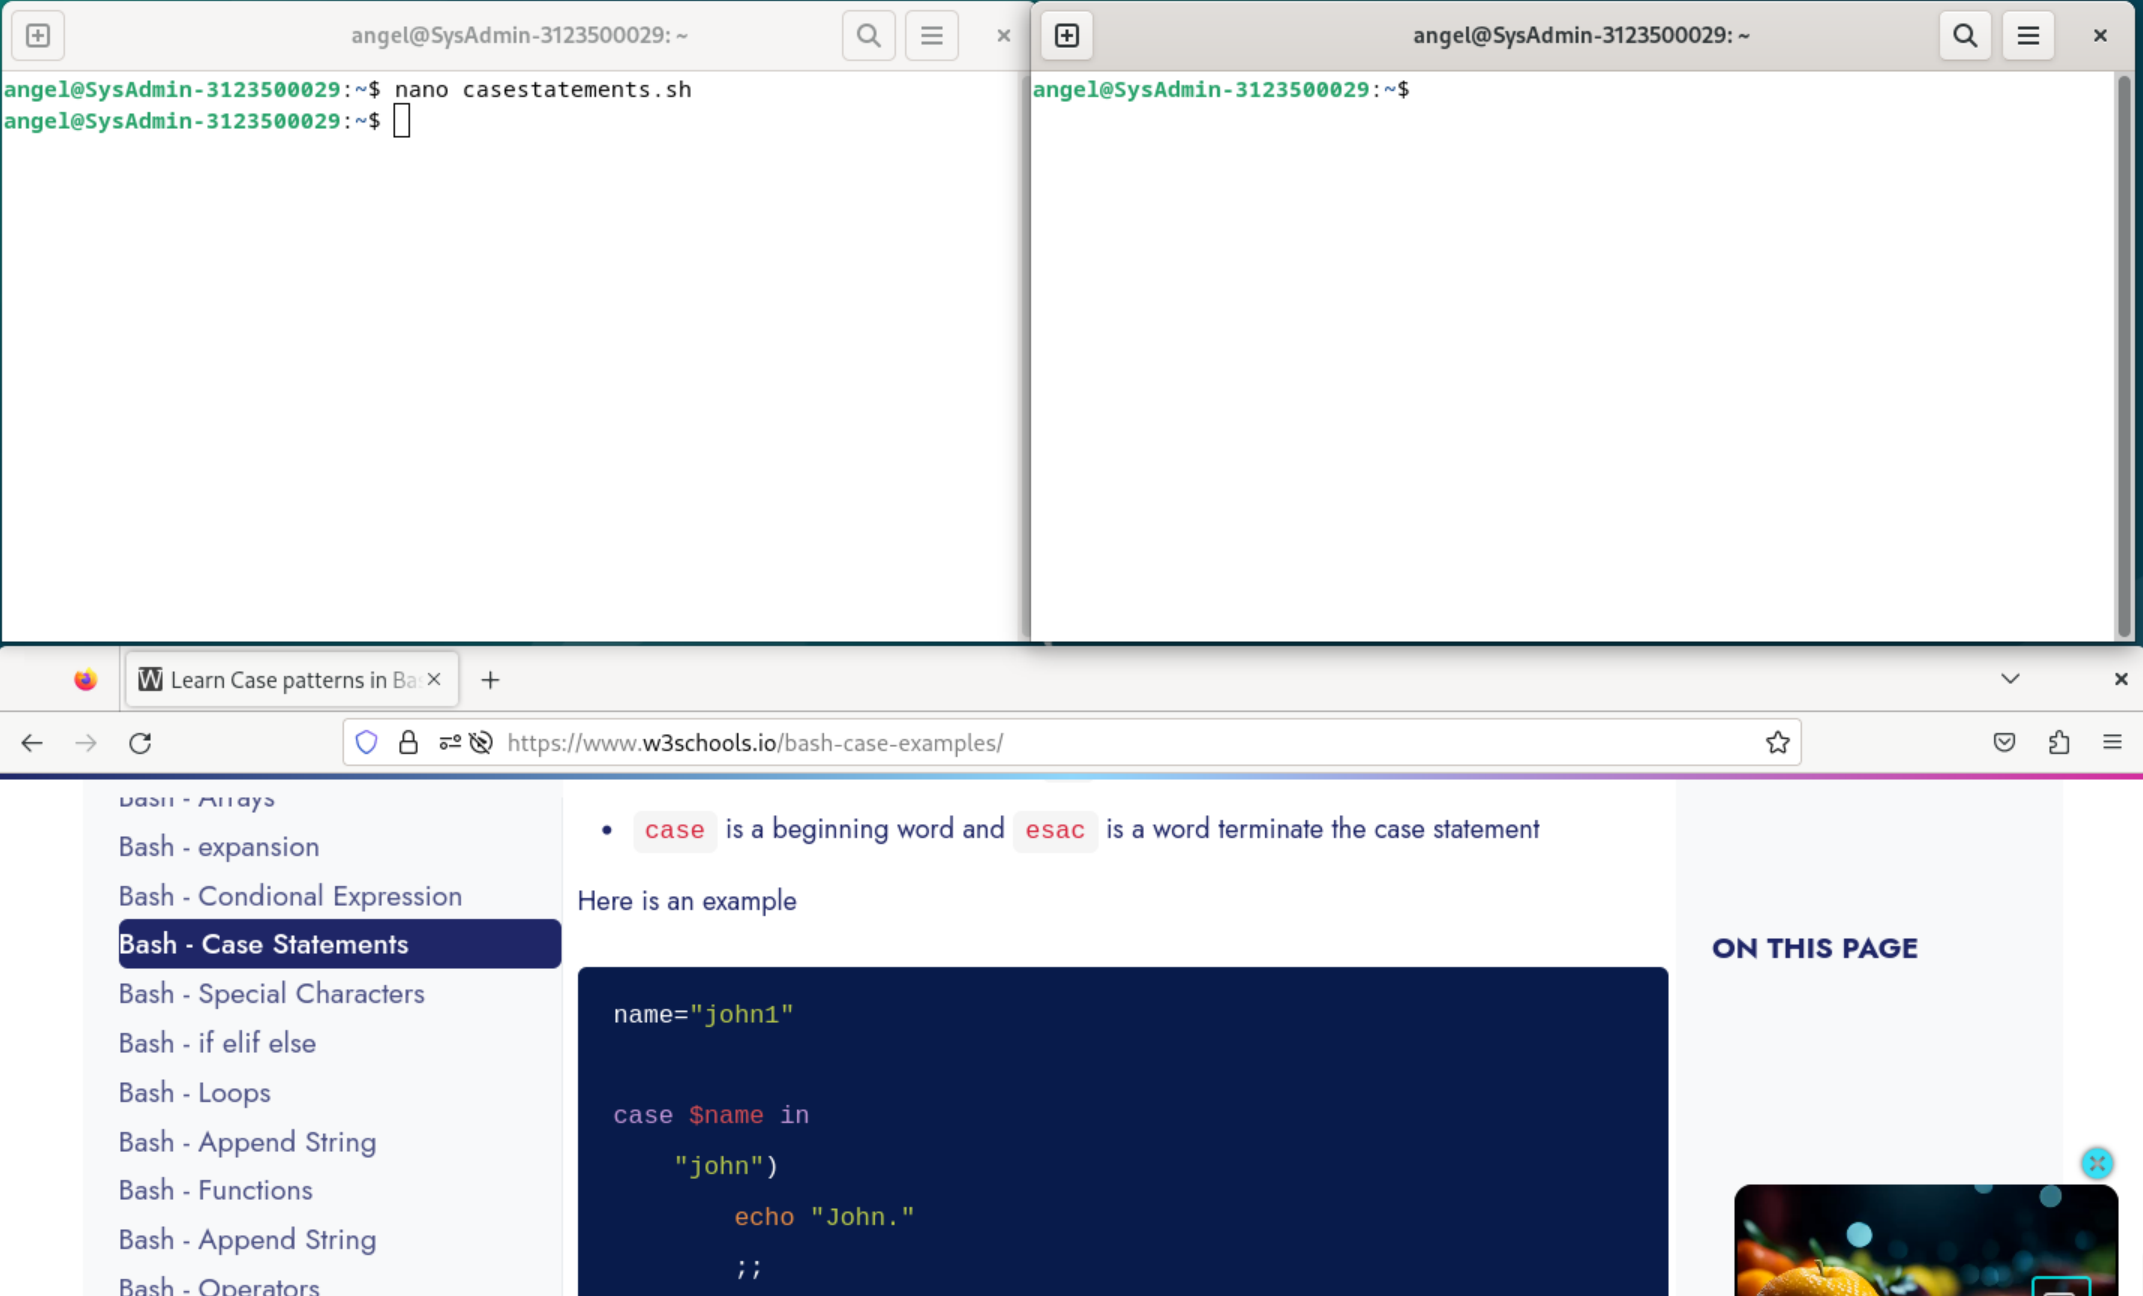 angel@SysAdmin-3123500029: ~
angel@SysAdmin-3123500029:~$ nano casestatements.sh
angel@SysAdmin-3123500029:~$
angel@SysAdmin-3123500029: ~
angel@SysAdmin-3123500029:~$
Learn Case patterns in Bas
https://www.w3schools.io/bash-case-examples/
Bash - Arrays
Bash - expansion
Bash - Condional Expression
Bash - Case Statements
Bash - Special Characters
Bash - if elif else
Bash - Loops
Bash - Append String
Bash - Functions
Bash - Append String
Bash - Operators
case is a beginning word and esac is a word terminate the case statement
Here is an example
name="john1"
case $name in
"john")
echo "John."
;;
ON THIS PAGE